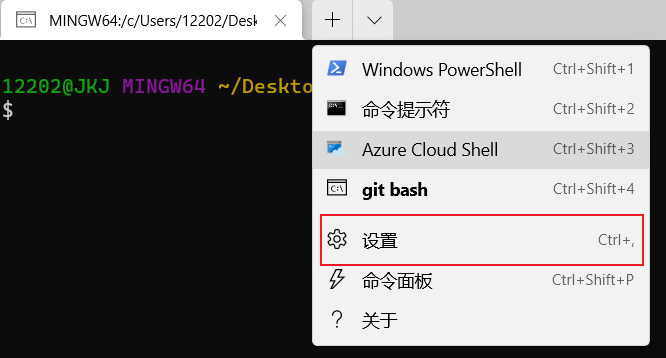 MINGW64:/c/Users/12202/Desk
12202@JKJ MINGW64 ~/Deskto
$
Windows PowerShell Ctrl+Shift+1
命令提示符 Ctrl+Shift+2
Azure Cloud Shell Ctrl+Shift+3
git bash Ctrl+Shift+4
设置 Ctrl+,
命令面板 Ctrl+Shift+P
关于